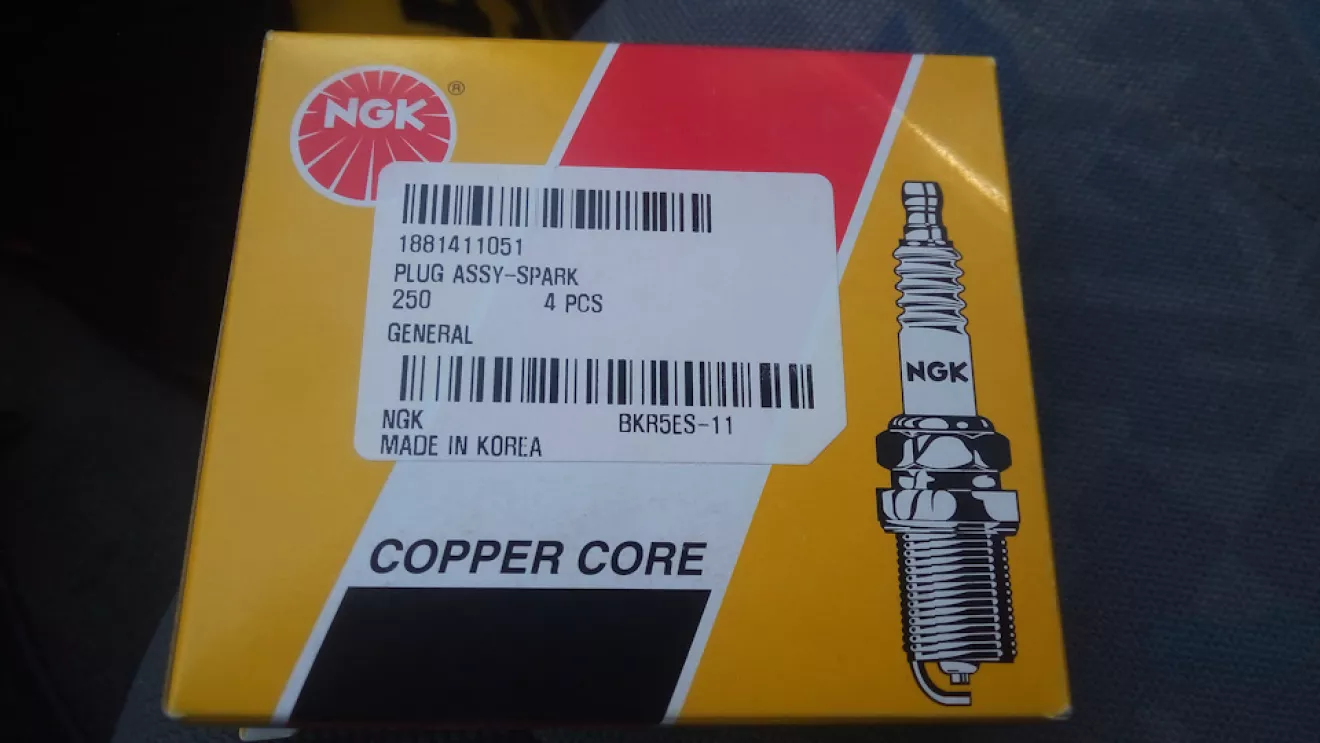 NGK ®
1881411051
PLUG ASSY-SPARK
250 4 PCS
GENERAL
NGK BKR5ES-11
MADE IN KOREA
NGK
COPPER CORE